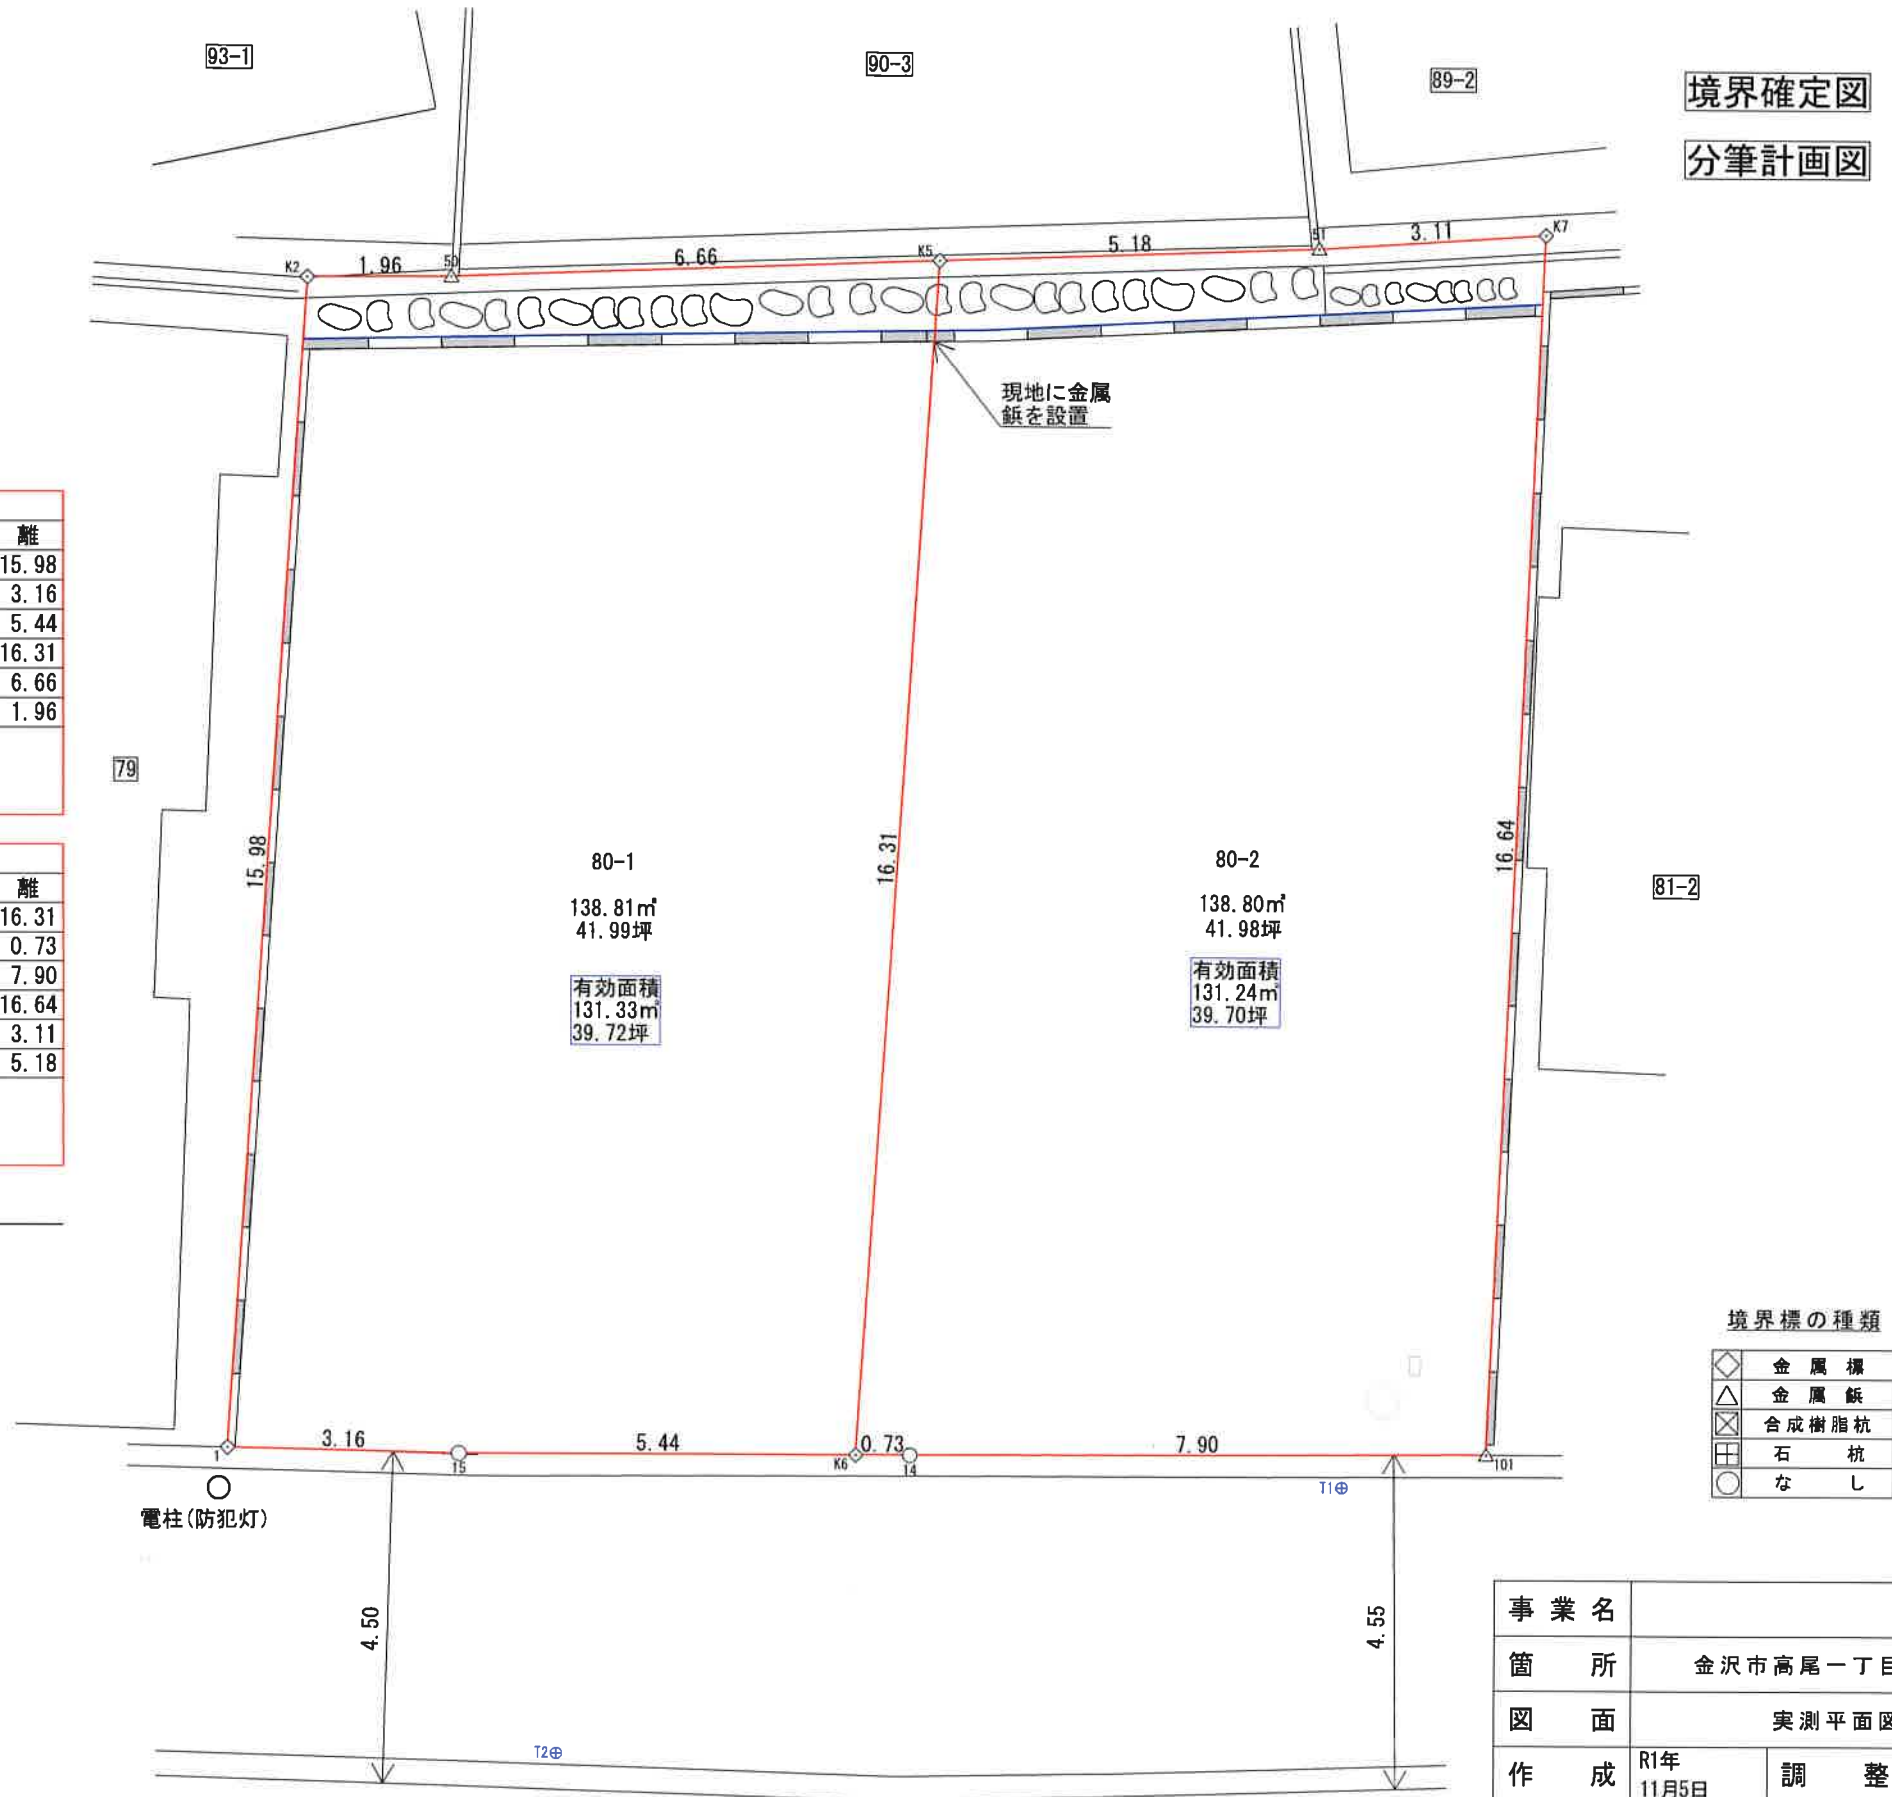 93-1
90-3
89-2
境界確定図
分筆計画図
K2
1.96
50
6.66
K5
5.18
51
3.11
K7
現地に金属
鋲を設置
離
15.98
3.16
5.44
16.31
6.66
1.96
離
16.31
0.73
7.90
16.64
3.11
5.18
79
15.98
80-1
138.81㎡
41.99坪
有効面積
131.33㎡
39.72坪
16.31
80-2
138.80㎡
41.98坪
有効面積
131.24㎡
39.70坪
16.64
81-2
1
3.16
15
5.44
K6
0.73
14
7.90
101
電柱(防犯灯)
T1
T2
4.50
4.55
境界標の種類
金属標
金属鋲
合成樹脂杭
石杭
なし
事業名
箇所 金沢市高尾一丁目
図面 実測平面図
作成 R1年
11月5日
調整